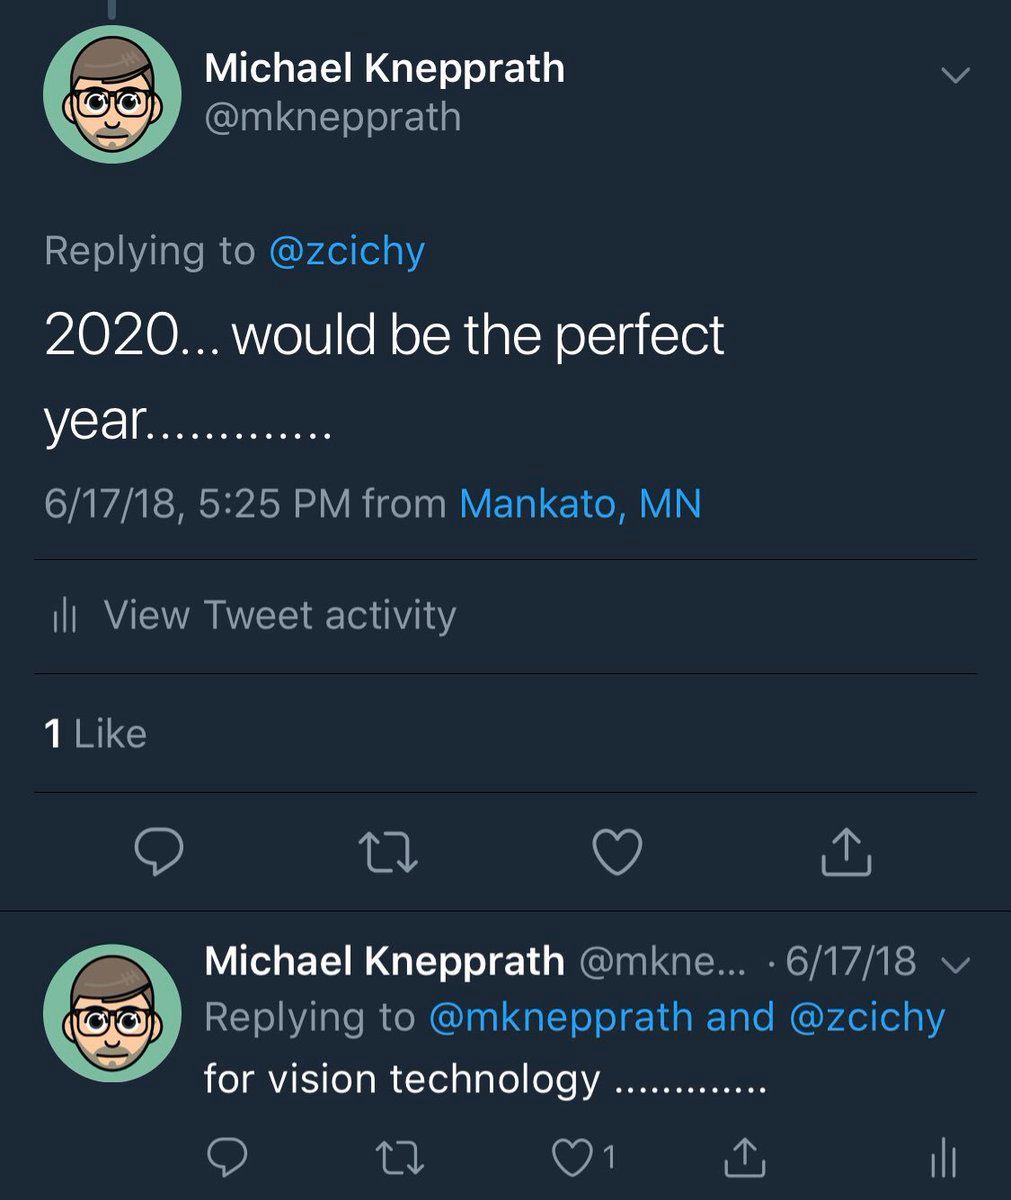 Michael Knepprath
@mknepprath
Replying to @zcichy
2020... would be the perfect
year.............
6/17/18, 5:25 PM from Mankato, MN
View Tweet activity
1 Like
Michael Knepprath @mkne... · 6/17/18
Replying to @mknepprath and @zcichy
for vision technology .............
1